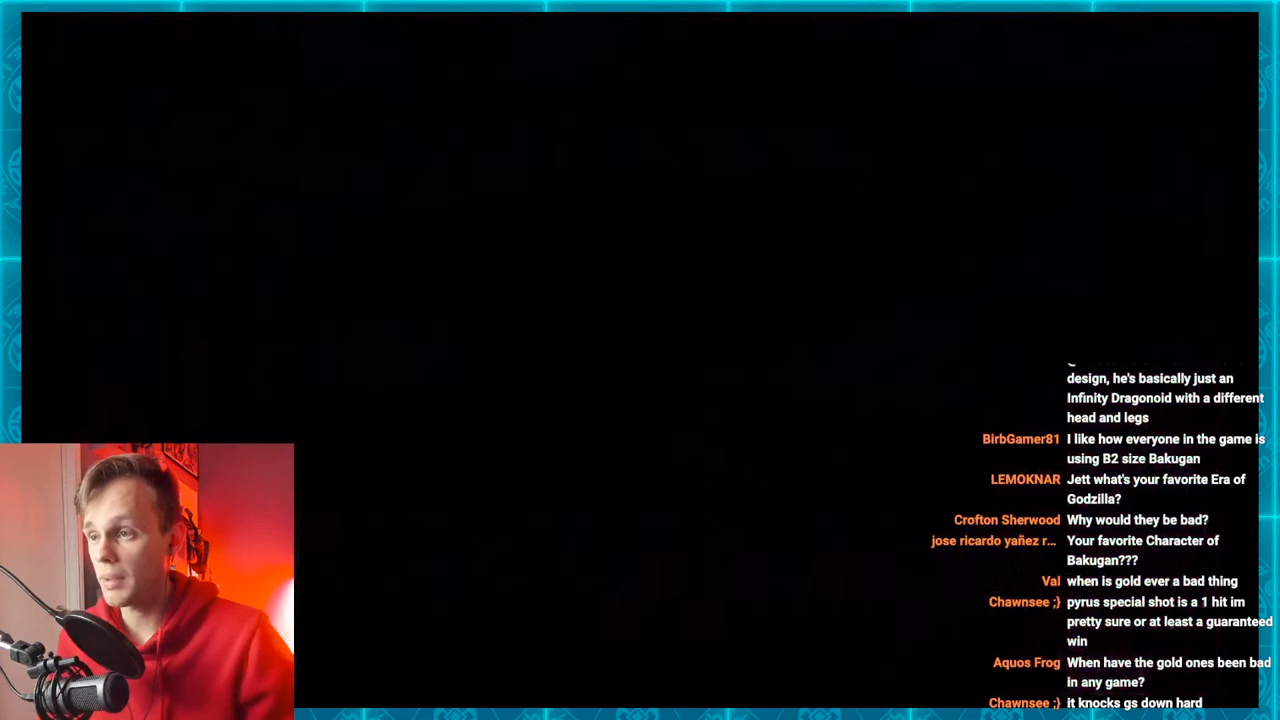 design, he's basically just an
Infinity Dragonoid with a different
head and legs
BirbGamer81 I like how everyone in the game is
using B2 size Bakugan
LEMOKNAR Jett what's your favorite Era of
Godzilla?
Crofton Sherwood Why would they be bad?
jose ricardo yañez r... Your favorite Character of
Bakugan???
Val when is gold ever a bad thing
Chawnsee ;} pyrus special shot is a 1 hit im
pretty sure or at least a guaranteed
win
Aquos Frog When have the gold ones been bad
in any game?
Chawnsee ;} it knocks gs down hard